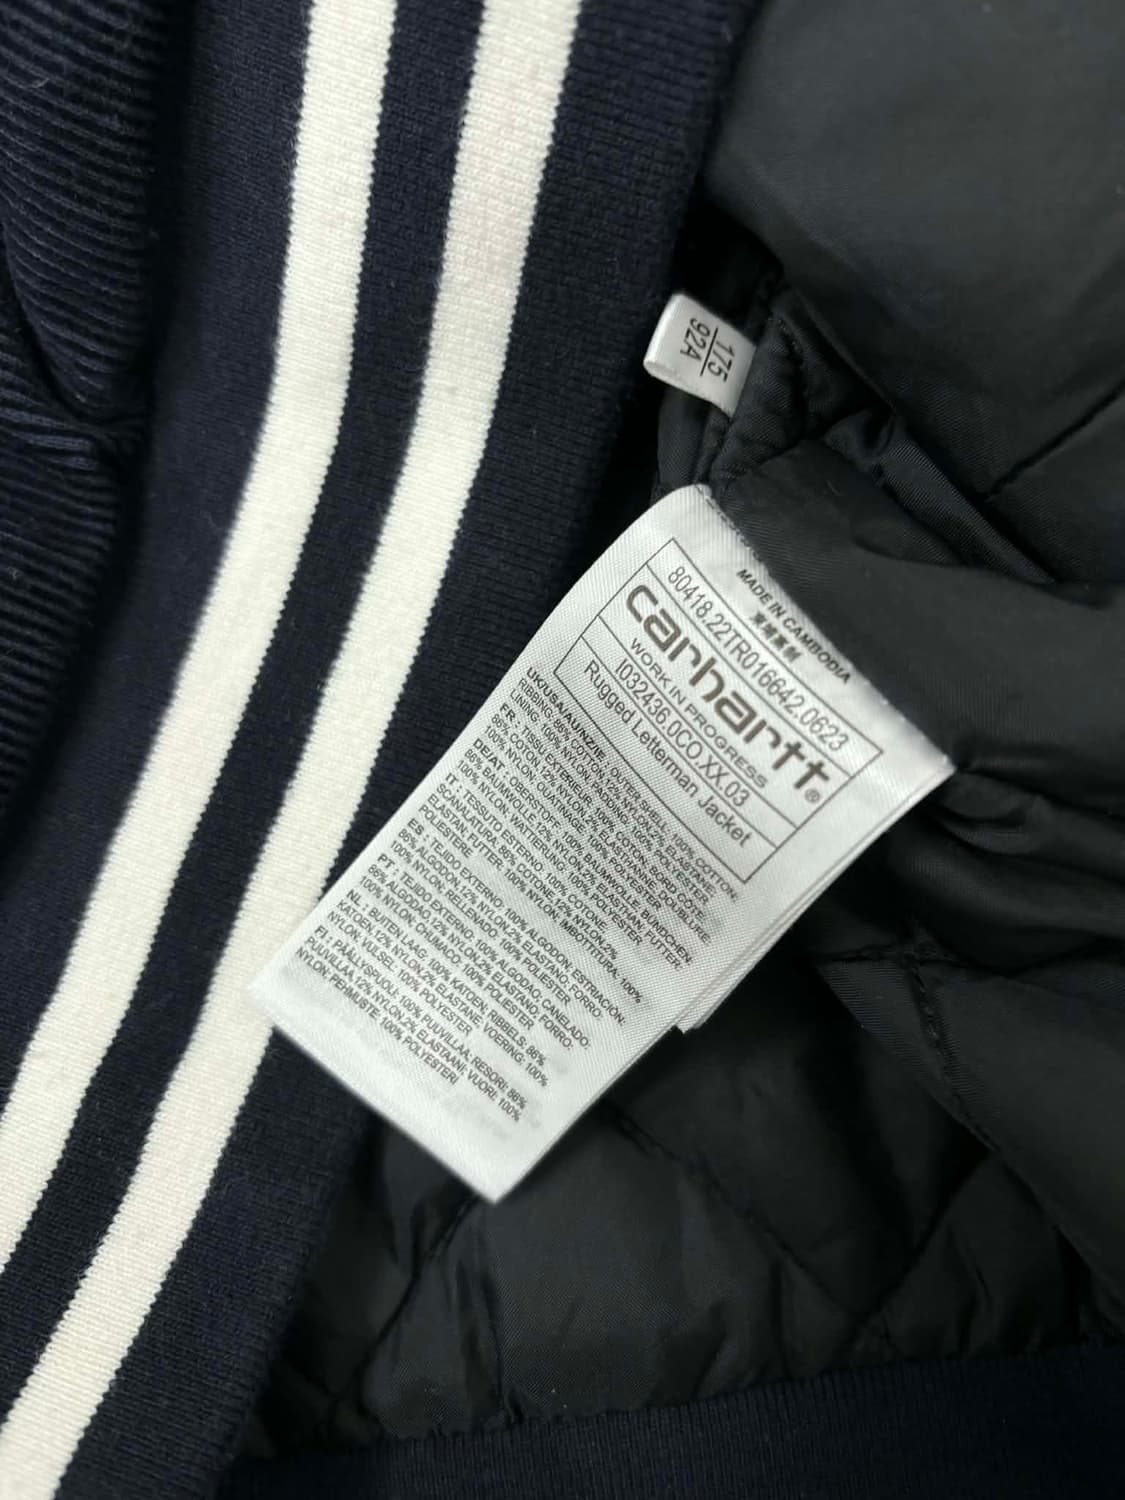 175
92A
MADE IN CAMBODIA
80418.22TR016642.0623
carhartt®
WORK IN PROGRESS
I032436.0CO.XX.03
Rugged Letterman Jacket
UK/USA/AU/NZ/IE : OUTER SHELL: 100% COTTON;
RIBBING: 86% COTTON,12% NYLON,2% ELASTANE;
LINING: 100% NYLON; PADDING: 100% POLYESTER
FR : TISSU EXTERIEUR: 100% COTON; BORD CÔTE:
86% COTON,12% NYLON,2% ELASTHANNE; DOUBLURE:
100% NYLON; OUATINAGE: 100% POLYESTER
DE/AT : OBERSTOFF: 100% BAUMWOLLE; BÜNDCHEN:
86% BAUMWOLLE,12% NYLON,2% ELASTHAN; FUTTER:
100% NYLON; WATTIERUNG: 100% POLYESTER
IT : TESSUTO ESTERNO: 100% COTONE;
SCANALATURA: 86% COTONE, 12% NYLON,2%
ELASTAN; FUTTER: 100% NYLON; IMBOTTITURA: 100%
POLIESTERE
ES : TEJIDO EXTERNO: 100% ALGODON; ESTRIACIÓN:
86% ALGODON,12% NYLON,2% ELASTANO; FORRO:
100% NYLON; RELLENADO: 100% POLIESTER
PT : TEJIDO EXTERNO: 100% ALGODAO; CANELADO:
86% ALGODAO,12% NYLON,2% ELASTANO; FORRO:
100% NYLON; CHUMACO: 100% POLIESTER
NL : BUITEN LAAG: 100% KATOEN; RIBBELS: 86%
KATOEN,12% NYLON,2% ELASTANE; VOERING: 100%
NYLON; VULSEL: 100% POLYESTER
FI : PÄÄLLYSPUOL: 100% PUUVILLAA; RESORI: 86%
PUUVILLAA,12% NYLON,2% ELASTAANI; VUORI: 100%
NYLON; PEHMUSTE: 100% POLYESTERI